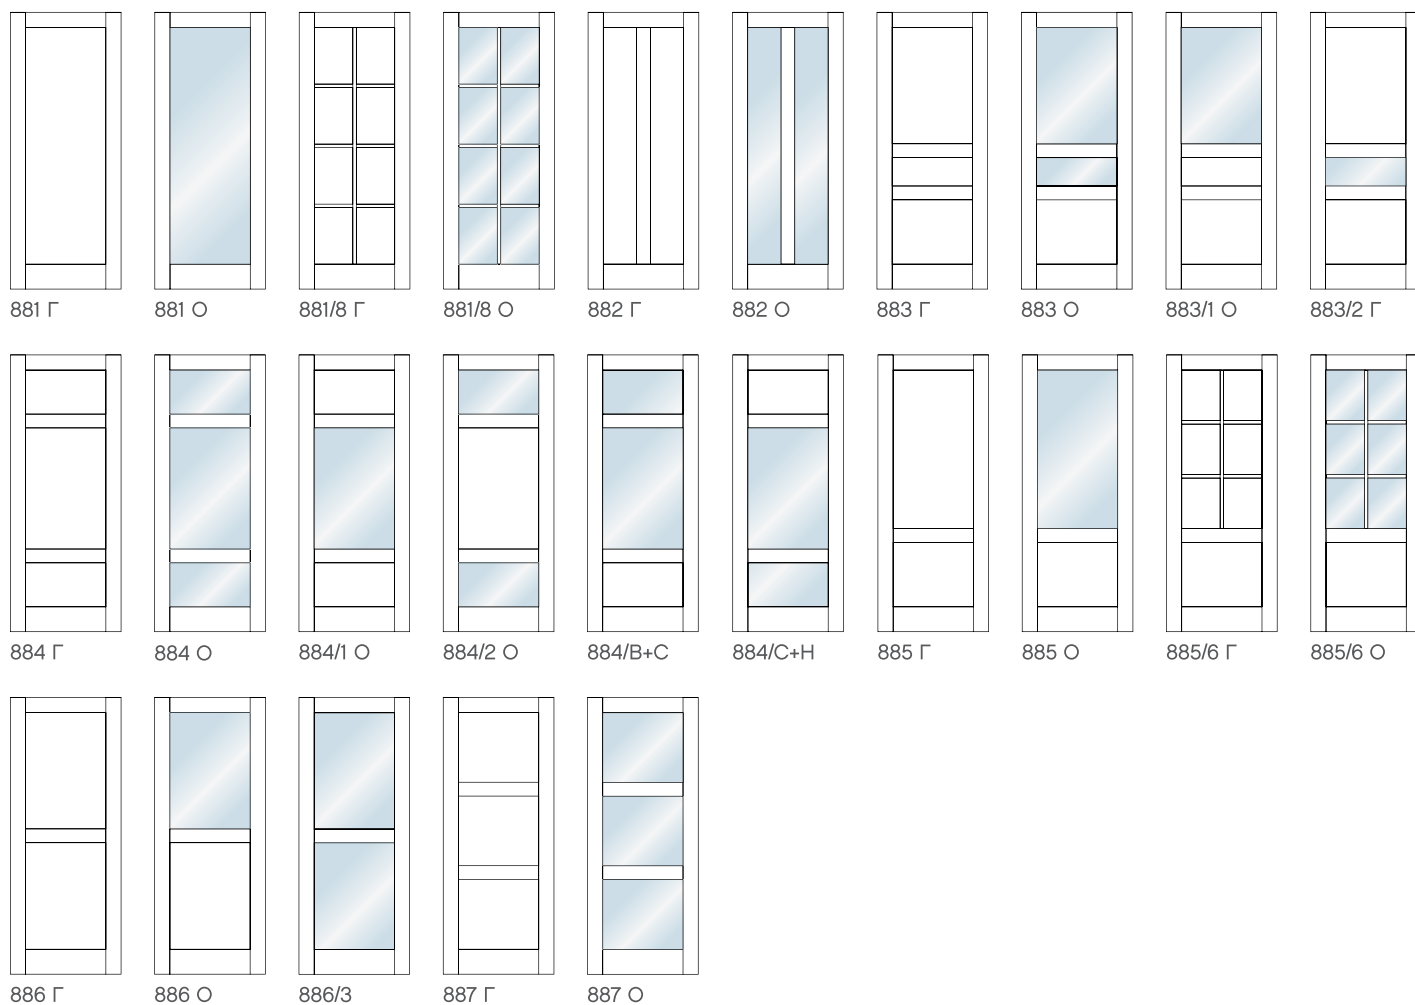 881 Г 881 О 881/8 Г 881/8 О 882 Г 882 О 883 Г 883 О 883/1 О 883/2 Г
884 Г 884 О 884/1 О 884/2 О 884/В+С 884/С+Н 885 Г 885 О 885/6 Г 885/6 О
886 Г 886 О 886/3 887 Г 887 О